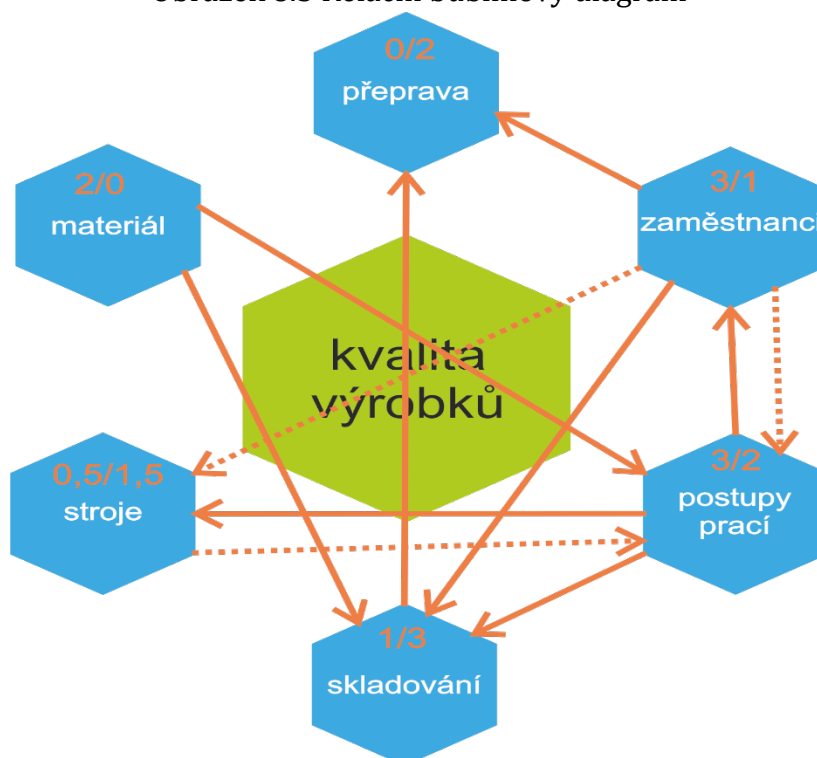 0/2
přeprava
2/0
materiál
3/1
zaměstnanci
kvalita
výrobků
0,5/1,5
stroje
3/2
postupy
prací
1/3
skladování